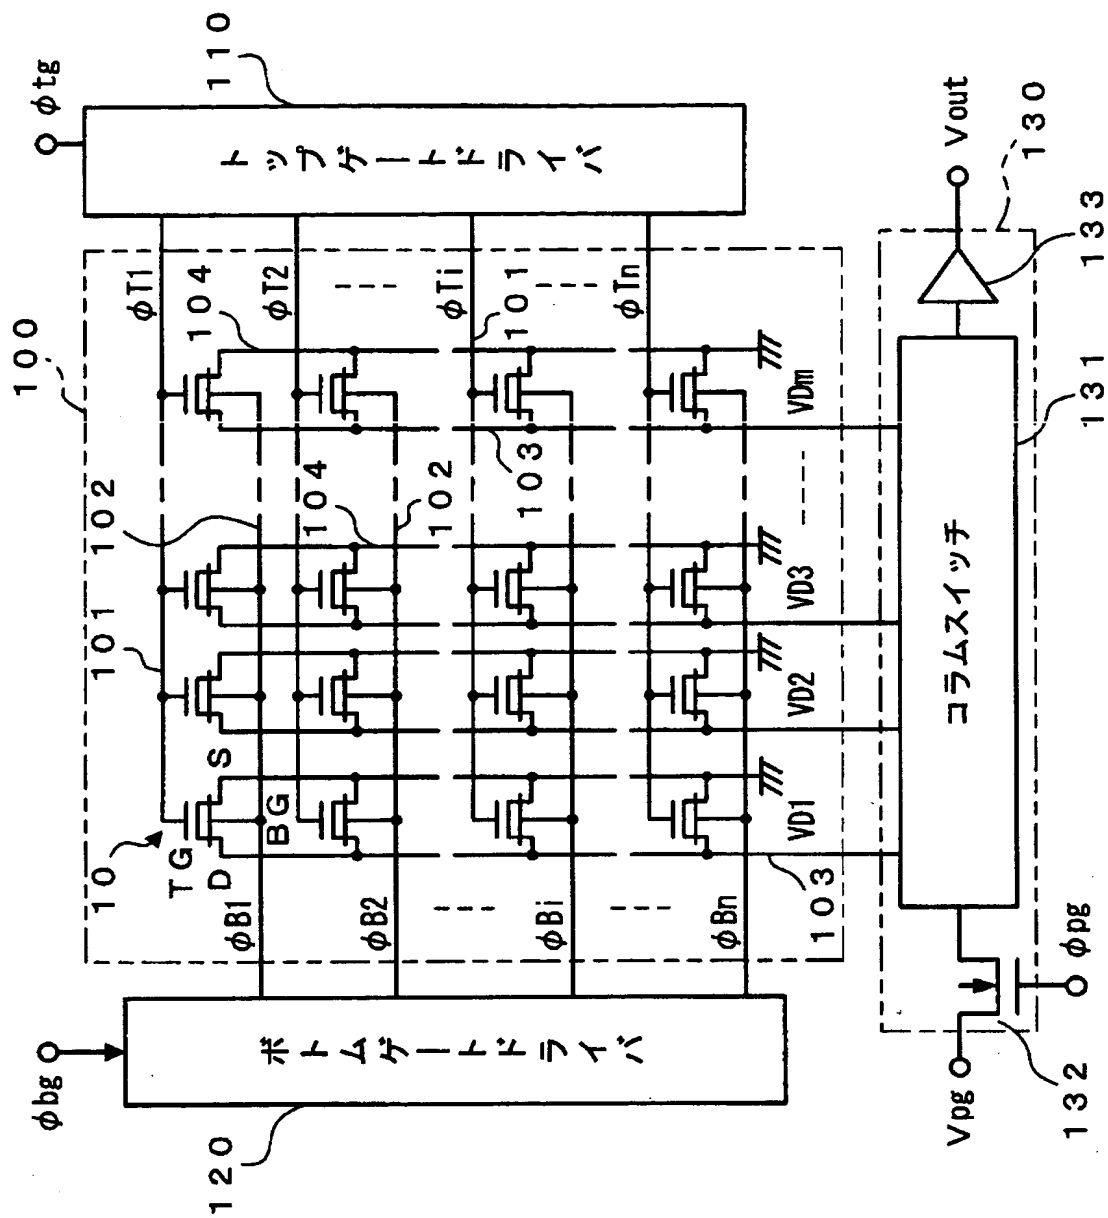 100
110
φtg
φbg
120
トップゲートドライバ
ボトムゲートドライバ
φT1
φT2
φTi
φTn
104
101
102
101
102
104
103
103
10
TG
D
S
BG
φB1
φB2
φBi
φBn
VD1
VD2
VD3
VDm
コラムスイッチ
131
133
130
Vout
Vpg
φpg
132